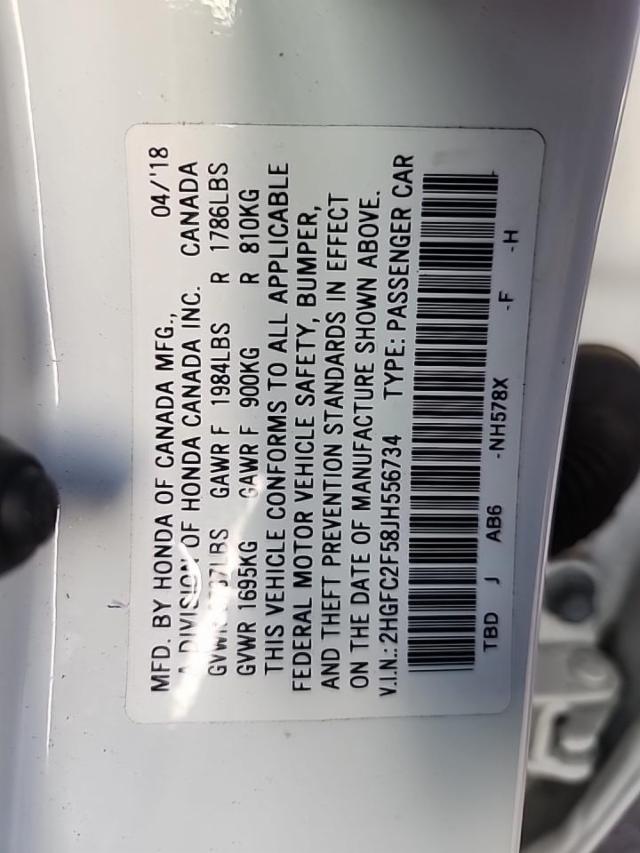 MFD. BY HONDA OF CANADA MFG., 04/'18
A DIVISION OF HONDA CANADA INC. CANADA
GAWR F 1984LBS R 1786LBS
GVWR 1695KG GAWR F 900KG R 810KG
THIS VEHICLE CONFORMS TO ALL APPLICABLE
FEDERAL MOTOR VEHICLE SAFETY, BUMPER,
AND THEFT PREVENTION STANDARDS IN EFFECT
ON THE DATE OF MANUFACTURE SHOWN ABOVE.
V.I.N.: 2HGFC2F58JH556734 TYPE: PASSENGER CAR
TBD J AB6 -NH578X -F -H